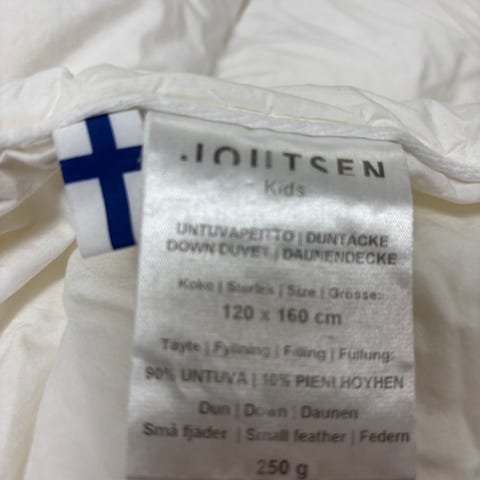 JOUTSEN
Kids
UNTUVAPEITTO | DUNTÄCKE
DOWN DUVET | DAUNENDECKE
Koko | Storlek | Size | Grösse:
120 x 160 cm
Täyte | Fyllning | Filling | Füllung:
90% UNTUVA | 10% PIENI HÖYHEN
Dun | Down | Daunen
Små fjäder | Small feather | Federn
250 g